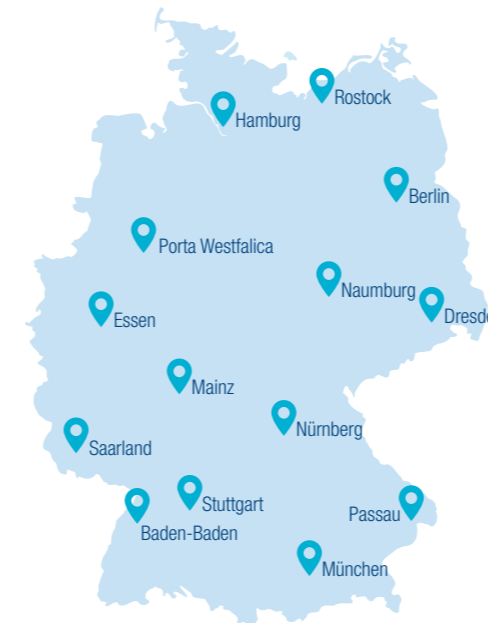 Rostock
Hamburg
Berlin
Porta Westfalica
Naumburg
Dresde
Essen
Mainz
Nürnberg
Saarland
Stuttgart
Passau
Baden-Baden
München